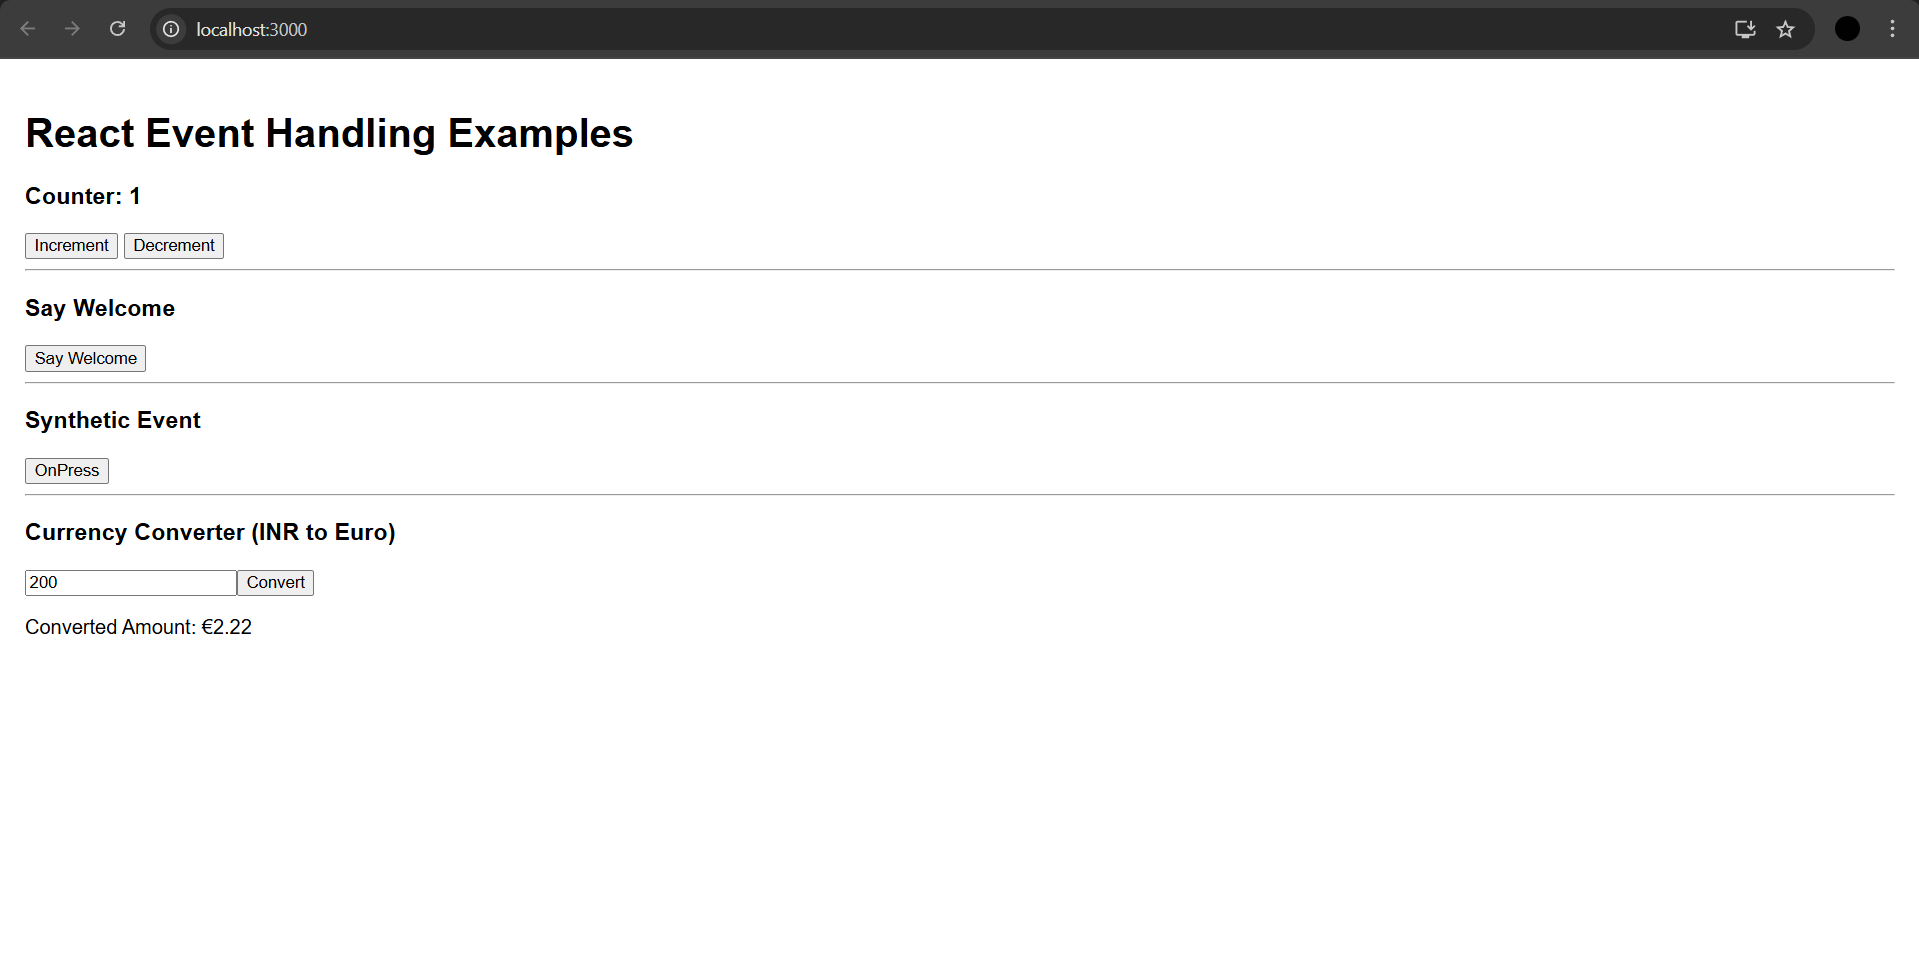 localhost:3000
React Event Handling Examples
Counter: 1
Increment Decrement
Say Welcome
Say Welcome
Synthetic Event
OnPress
Currency Converter (INR to Euro)
200 Convert
Converted Amount: €2.22